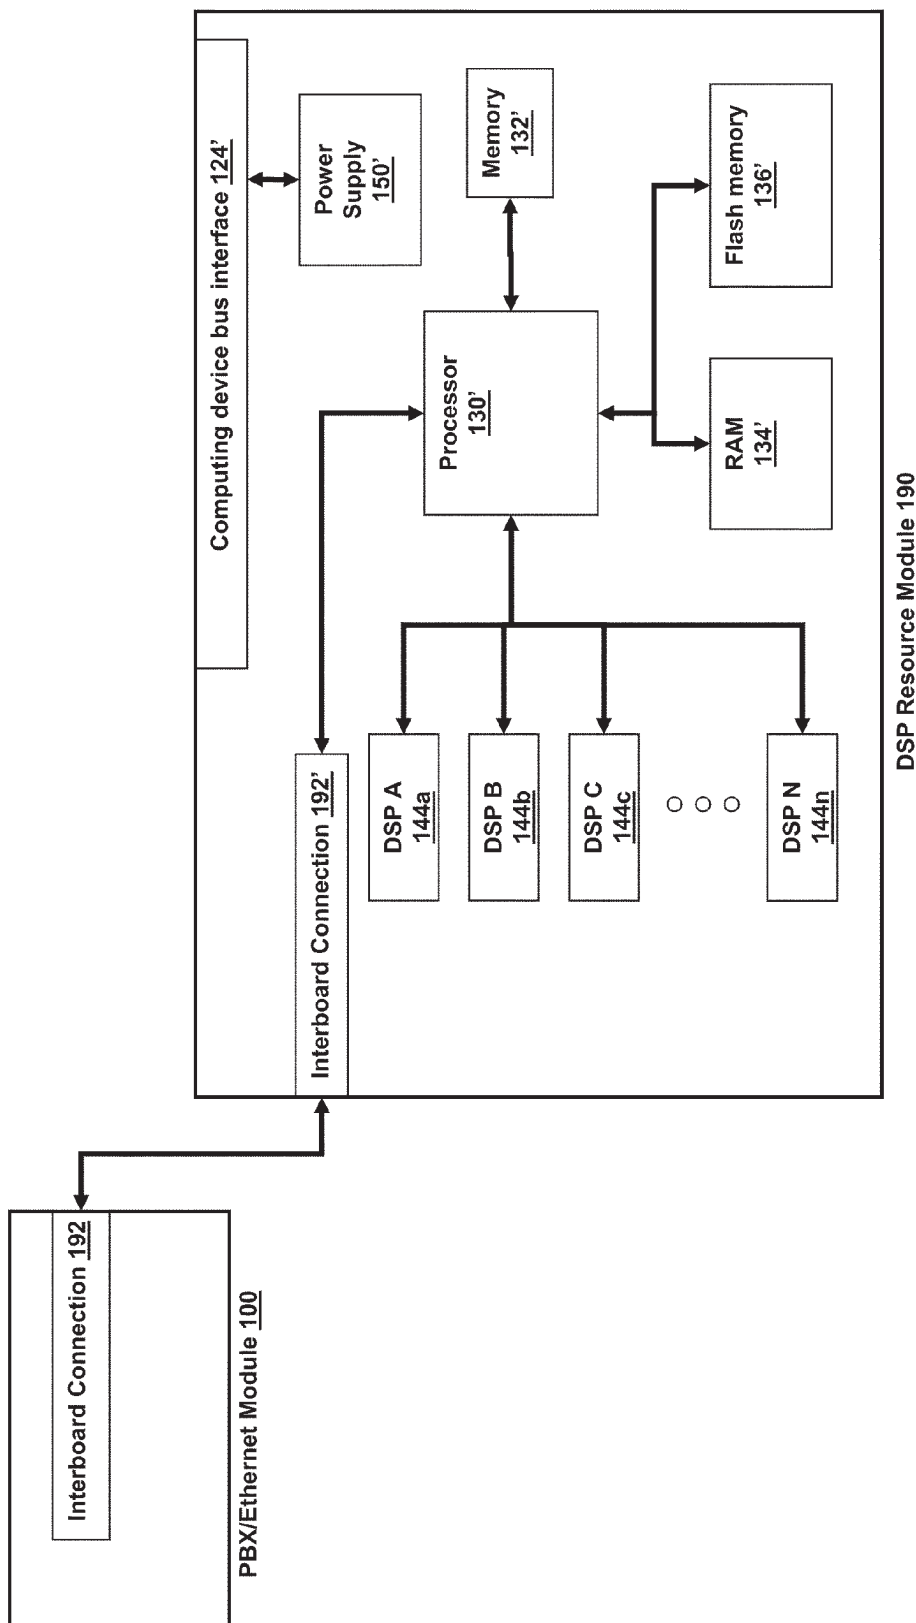 PBX/Ethernet Module 100
Interboard Connection 192
Interboard Connection 192'
Computing device bus interface 124'
Power
Supply
150'
DSP A
144a
DSP B
144b
DSP C
144c
DSP N
144n
Processor
130'
Memory
132'
RAM
134'
Flash memory
136'
DSP Resource Module 190